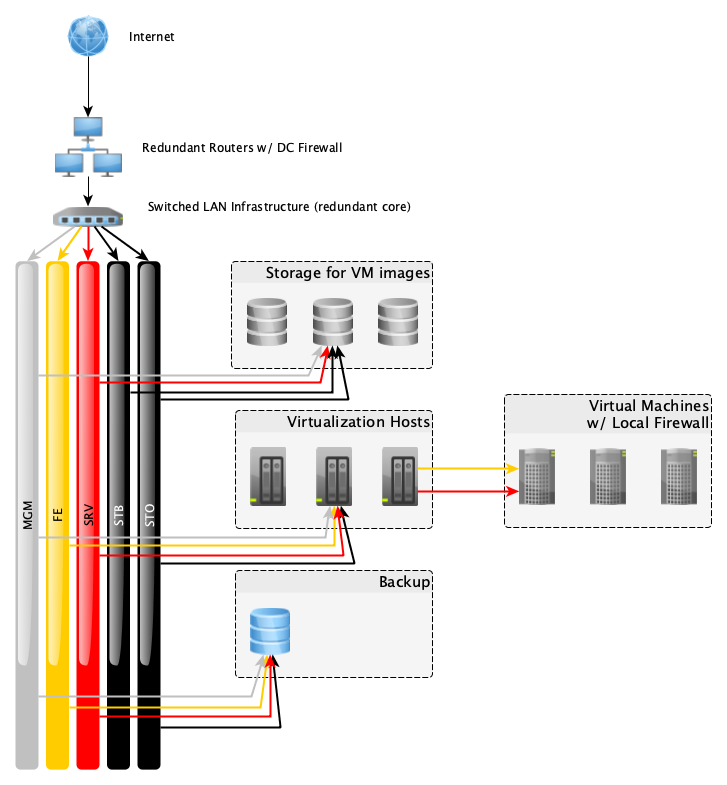 Internet
Redundant Routers w/ DC Firewall
Switched LAN Infrastructure (redundant core)
Storage for VM images
Virtualization Hosts
Virtual Machines
w/ Local Firewall
MGM
FE
SRV
STB
STO
Backup